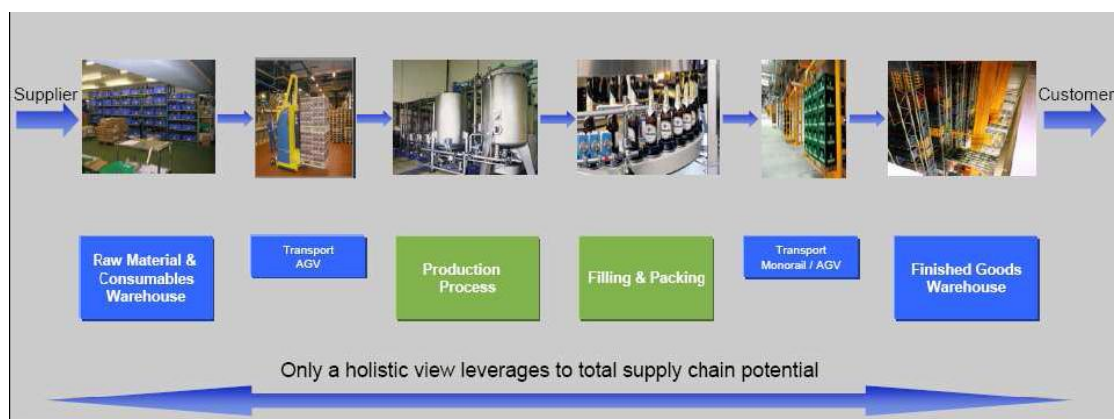 Supplier
Customer
Raw Material &
Consumables
Warehouse
Transport
AGV
Production
Process
Filling & Packing
Transport
Monorail / AGV
Finished Goods
Warehouse
Only a holistic view leverages to total supply chain potential